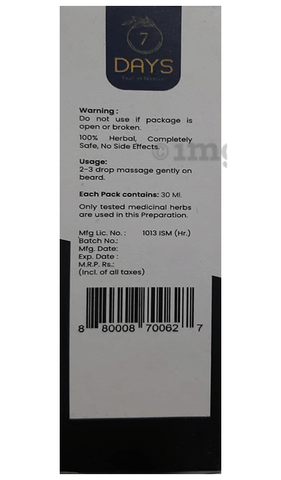 7
DAYS
Warning :
Do not use if package is
open or broken.
100% Herbal, Completely
Safe, No Side Effects.
Usage:
2-3 drop massage gently on
beard.
Each Pack contains: 30 Ml.
Only tested medicinal herbs
are used in this Preparation.
Mfg Lic. No. : 1013 ISM (Hr.)
Batch No.:
Mfg. Date:
Exp. Date :
M.R.P. Rs.:
(Incl. of all taxes)
8 80008 70062 7